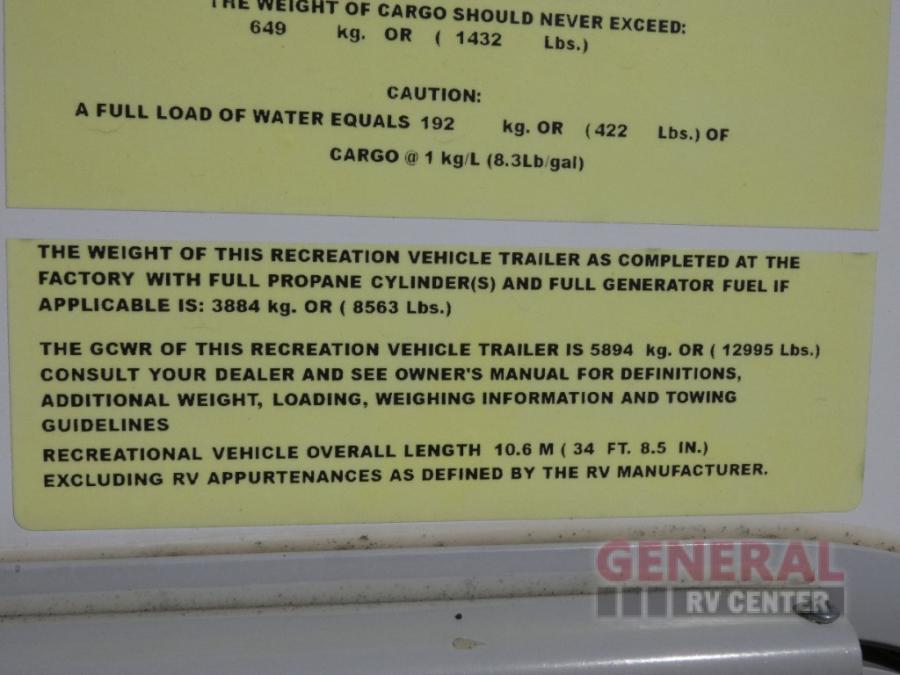 THE WEIGHT OF CARGO SHOULD NEVER EXCEED:
649 kg. OR ( 1432 Lbs.)
CAUTION:
A FULL LOAD OF WATER EQUALS 192 kg. OR (422 Lbs.) OF
CARGO @ 1 kg/L (8.3Lb/gal)
THE WEIGHT OF THIS RECREATION VEHICLE TRAILER AS COMPLETED AT THE
FACTORY WITH FULL PROPANE CYLINDER(S) AND FULL GENERATOR FUEL IF
APPLICABLE IS: 3884 kg. OR ( 8563 Lbs.)
THE GCWR OF THIS RECREATION VEHICLE TRAILER IS 5894 kg. OR ( 12995 Lbs.)
CONSULT YOUR DEALER AND SEE OWNER'S MANUAL FOR DEFINITIONS,
ADDITIONAL WEIGHT, LOADING, WEIGHING INFORMATION AND TOWING
GUIDELINES
RECREATIONAL VEHICLE OVERALL LENGTH 10.6 M ( 34 FT. 8.5 IN.)
EXCLUDING RV APPURTENANCES AS DEFINED BY THE RV MANUFACTURER.
GENERAL
RV CENTER